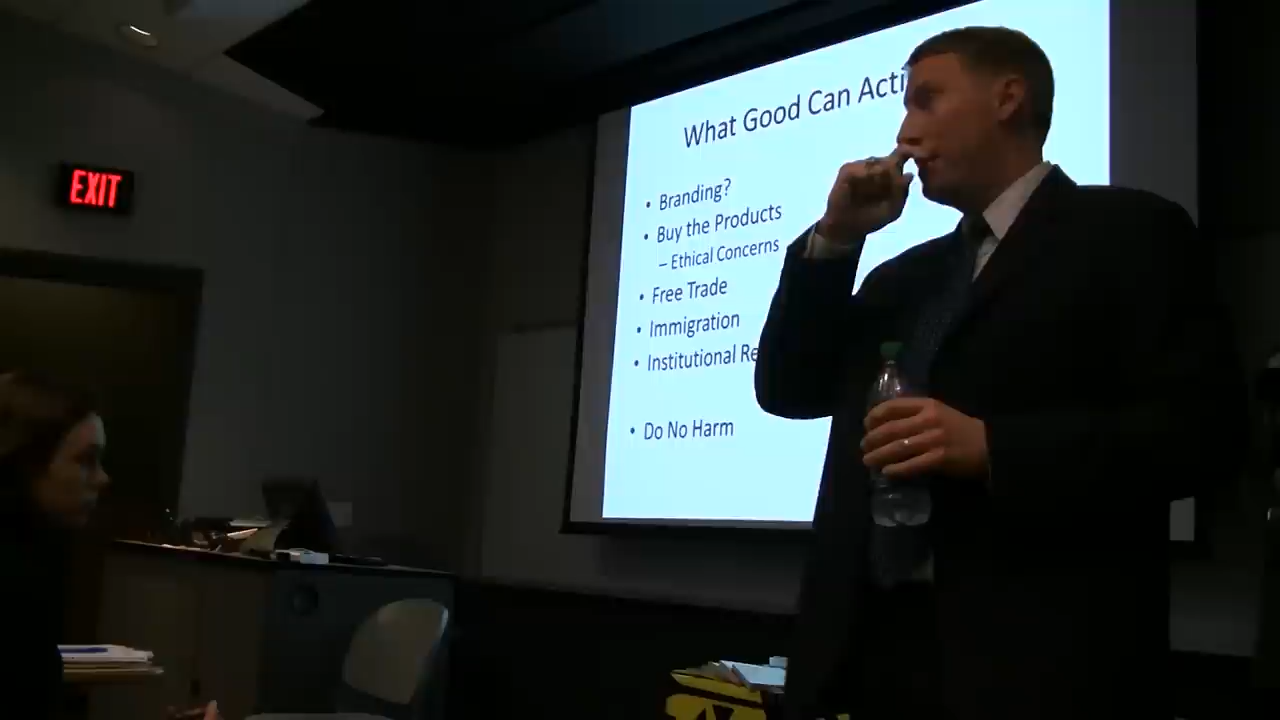 EXIT
What Good Can Acti
• Branding?
• Buy the Products
– Ethical Concerns
• Free Trade
• Immigration
• Institutional Re
• Do No Harm